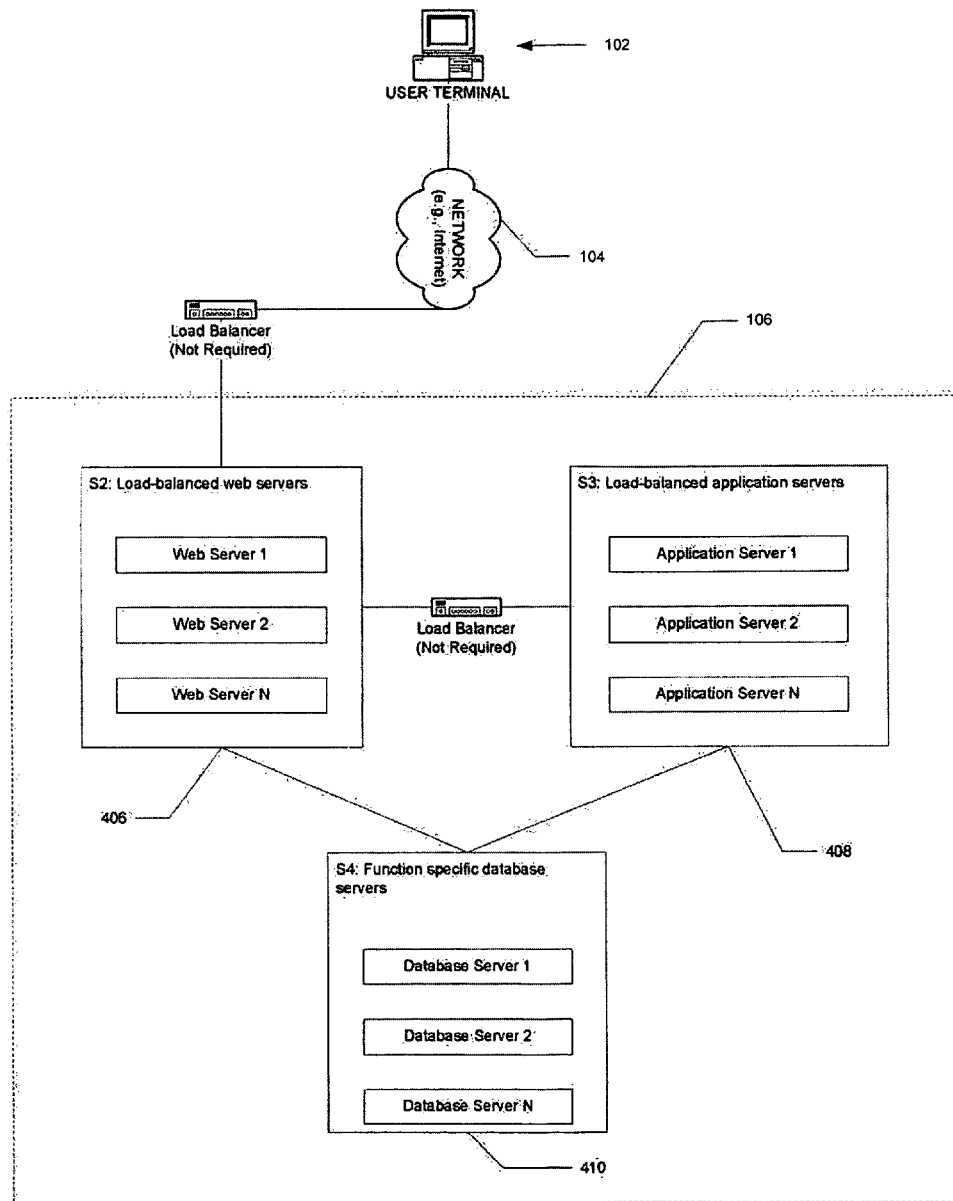 102
USER TERMINAL
NETWORK
(e.g., Internet)
104
Load Balancer
(Not Required)
106
S2: Load-balanced web servers
Web Server 1
Web Server 2
Web Server N
Load Balancer
(Not Required)
S3: Load-balanced application servers
Application Server 1
Application Server 2
Application Server N
406
408
S4: Function specific database
servers
Database Server 1
Database Server 2
Database Server N
410